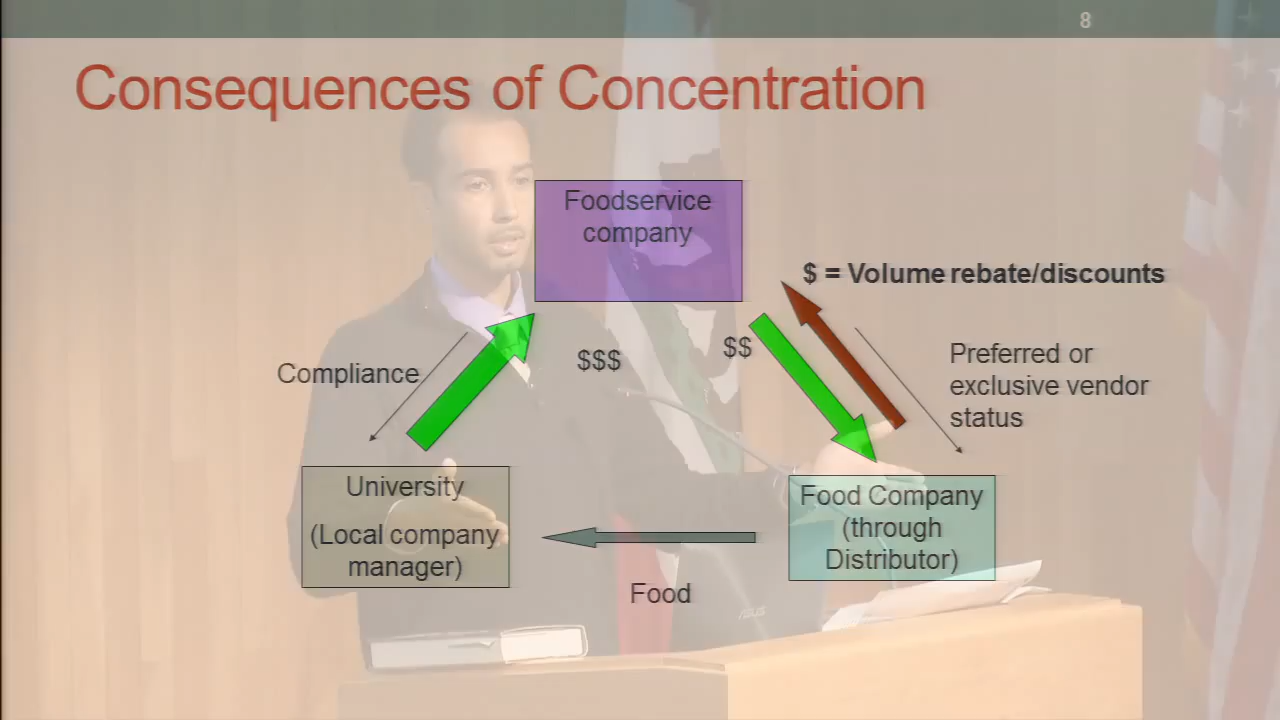 8
Consequences of Concentration
Foodservice
company
$ = Volume rebate/discounts
$$$
$$
Compliance
Preferred or
exclusive vendor
status
University
(Local company
manager)
Food Company
(through
Distributor)
Food
ASUS